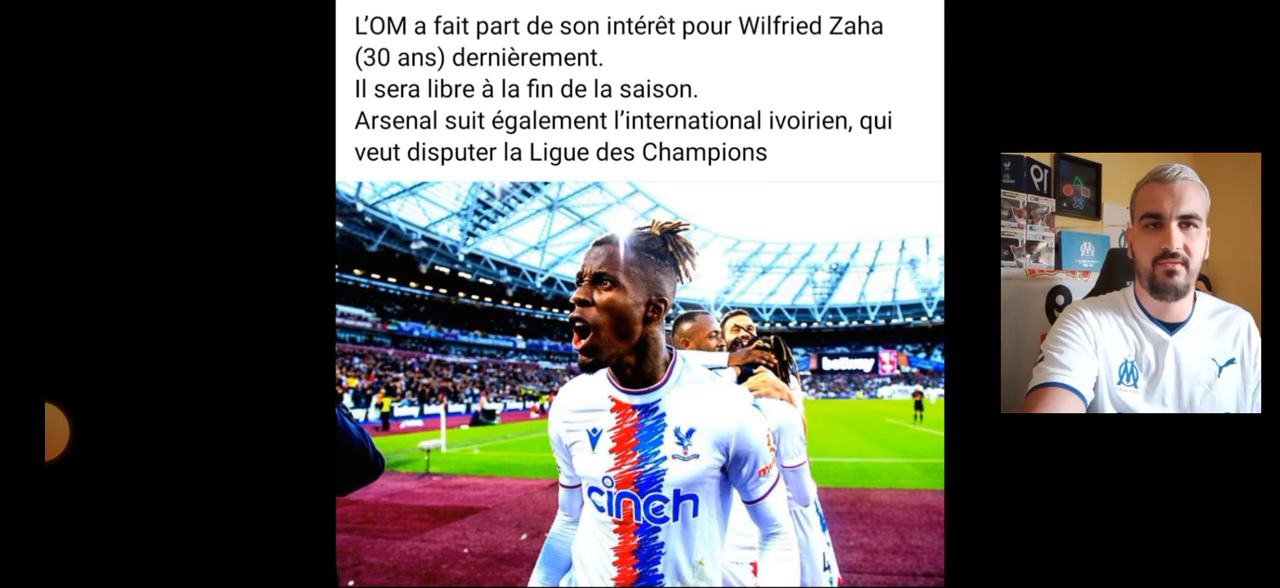 L’OM a fait part de son intérêt pour Wilfried Zaha
(30 ans) dernièrement.
Il sera libre à la fin de la saison.
Arsenal suit également l’international ivoirien, qui
veut disputer la Ligue des Champions
betway
cinch